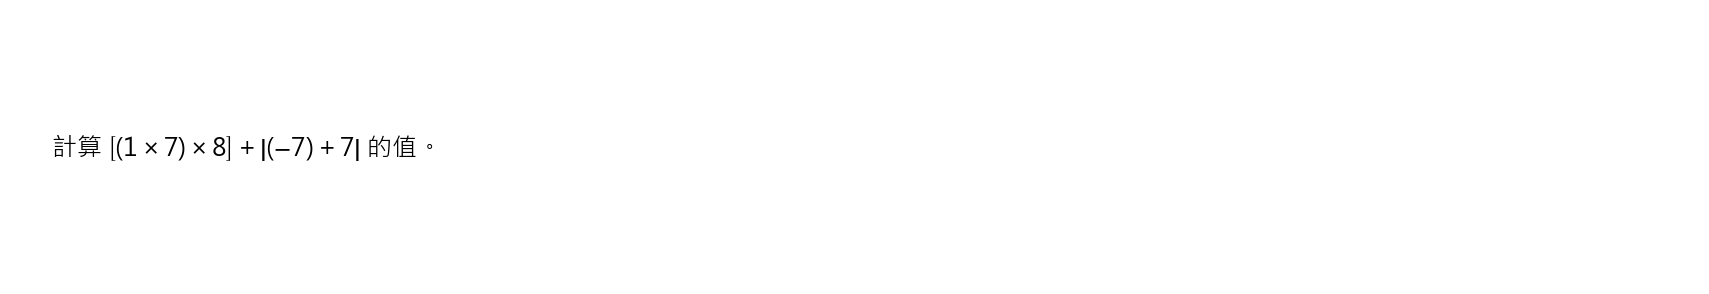 計算 [(1 × 7) × 8] + |(−7) + 7| 的值。